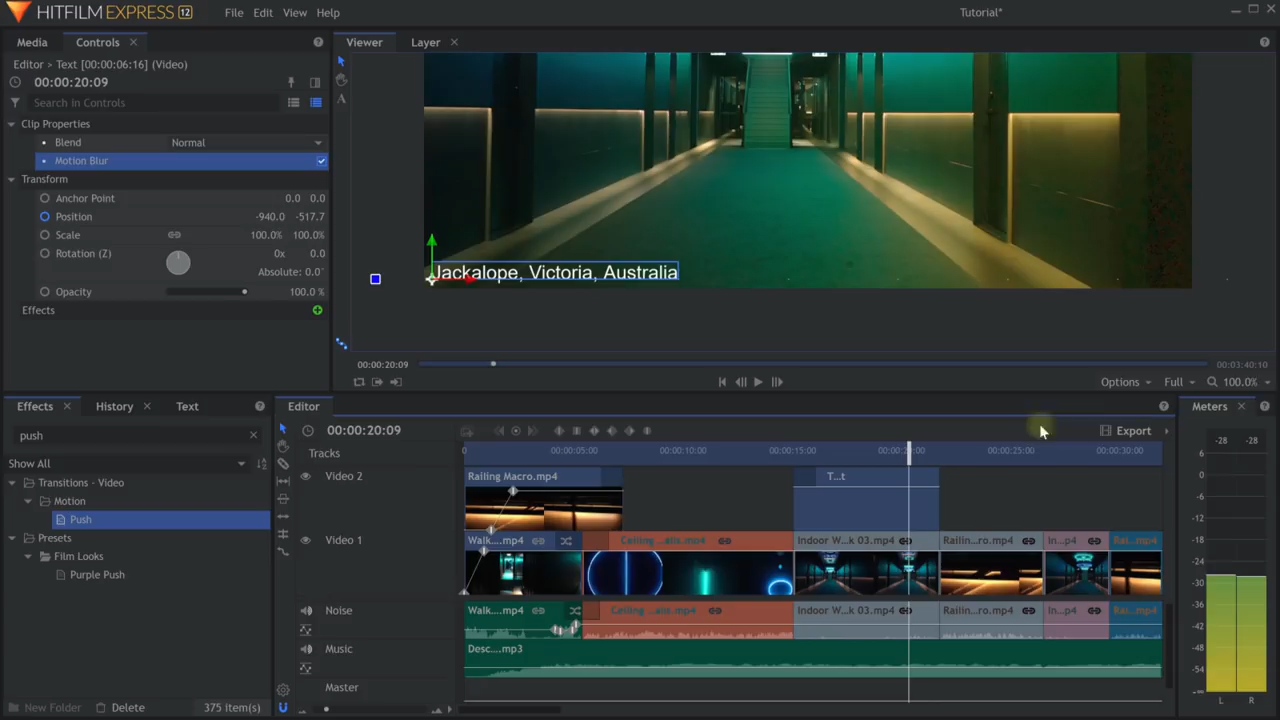 HITFILM EXPRESS 12 File Edit View Help Tutorial*
Media Controls
Editor > Text [00:00:06:16] (Video)
00:00:20:09
Search in Controls
Clip Properties
Blend Normal
Motion Blur
Transform
Anchor Point 0.0 0.0
Position -940.0 -517.7
Scale 100.0% 100.0%
Rotation (Z) 0x 0.0
Absolute: 0.0°
Opacity 100.0 %
Effects
Viewer Layer
A
Jackalope, Victoria, Australia
00:00:20:09 00:03:40:10
Options Full 100.0%
Effects History Text
push
Show All
Transitions - Video
Motion
Push
Presets
Film Looks
Purple Push
New Folder Delete 375 item(s)
Editor
00:00:20:09 Export
Tracks 0 00:00:05:00 00:00:10:00 00:00:15:00 00:00:25:00 00:00:30:00
Video 2 Railing Macro.mp4 T...t
Video 1 Walk....mp4 Indoor W...k 03.mp4 Railin...ro.mp4 In...p4
Noise Walk....mp4 Indoor W...k 03.mp4 Railin...ro.mp4 In...p4
Music Desc....mp3
Master
Meters
-28 -28
6
0
-6
-12
-18
-24
-30
-36
-42
-48
-54
L R